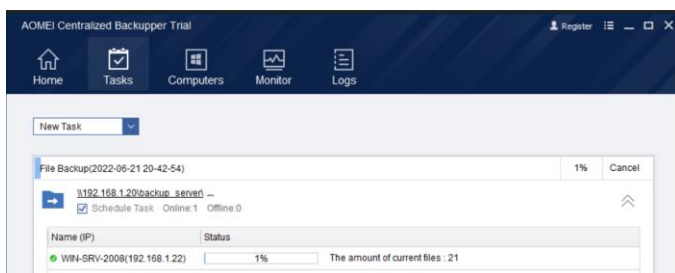 AOMEI Centralized Backupper Trial
Register
Home Tasks Computers Monitor Logs
New Task
File Backup(2022-06-21 20-42-54) 1% Cancel
\\192.168.1.20\backup_server\ ...
Schedule Task Online:1 Offline:0
Name (IP) Status
WIN-SRV-2008(192.168.1.22) 1% The amount of current files : 21